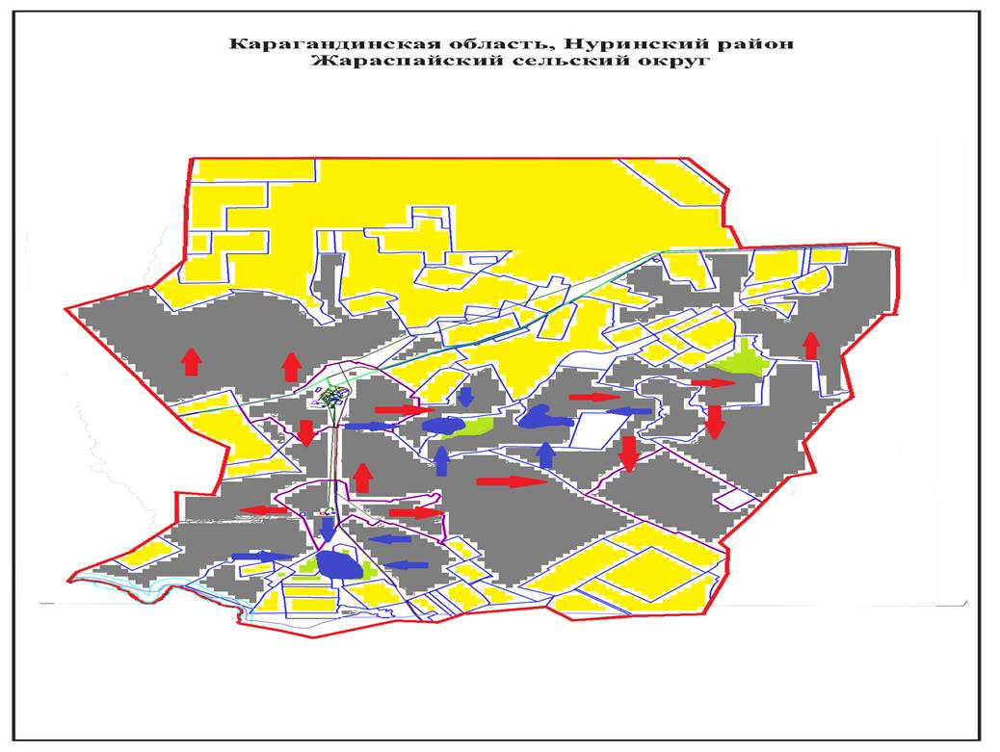 Карагандинская область, Нуринский район
Жараспайский сельский округ